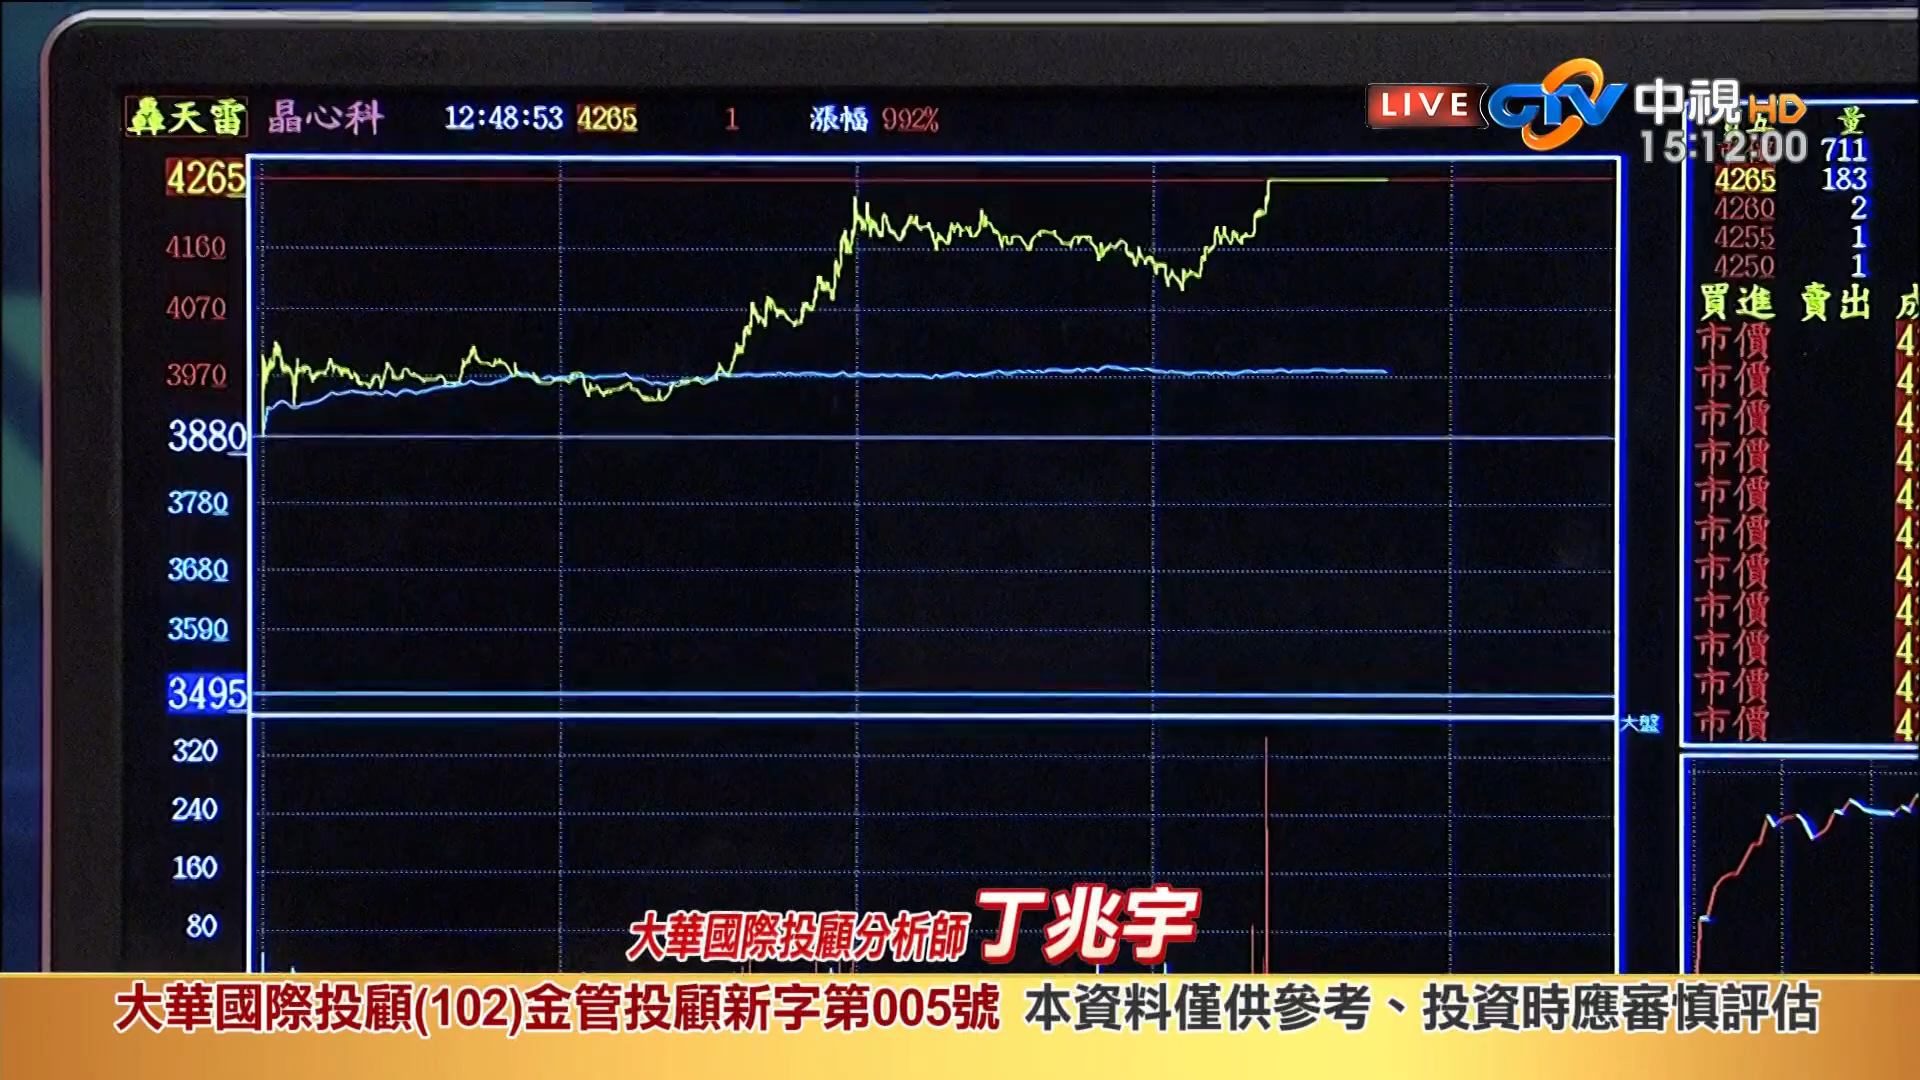 轟天雷 晶心科 12:48:53 4265 1 漲幅 992%
LIVE CTV 中視 HD
15:12:00
量
711
4265 183
4260 2
4255 1
4250 1
買進 賣出
市價
市價
市價
市價
市價
市價
市價
市價
市價
市價
市價
4265
4160
4070
3970
3880
3780
3680
3590
3495
大盤
320
240
160
80
大華國際投顧分析師 丁兆宇
大華國際投顧(102)金管投顧新字第005號 本資料僅供參考、投資時應審慎評估